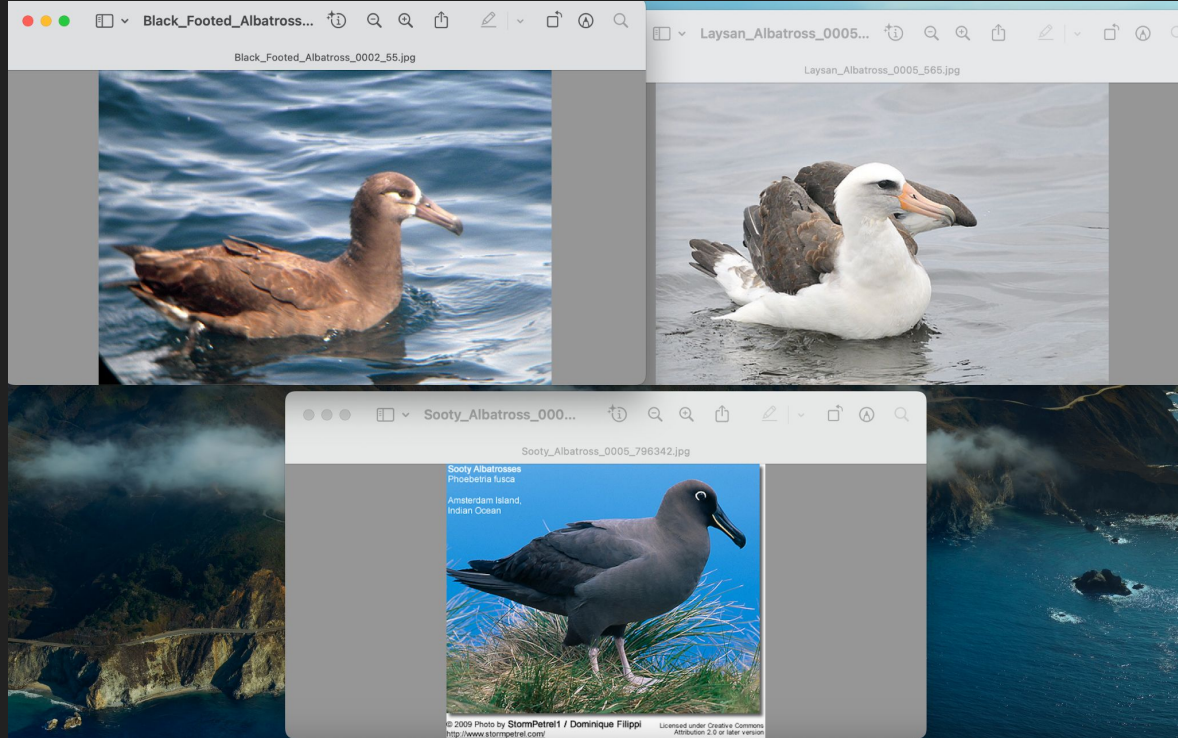 Black_Footed_Albatross...
Black_Footed_Albatross_0002_55.jpg
Laysan_Albatross_0005...
Laysan_Albatross_0005_565.jpg
Sooty_Albatross_000...
Sooty_Albatross_0005_796342.jpg
Sooty Albatrosses
Phoebetria fusca
Amsterdam Island,
Indian Ocean
© 2009 Photo by StormPetrel1 / Dominique Filippi
http://www.stormpetrel.com/
Licensed under Creative Commons
Attribution 2.0 or later version